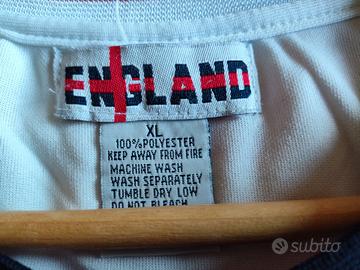 ENGLAND
XL
100%POLYESTER
KEEP AWAY FROM FIRE
MACHINE WASH
WASH SEPARATELY
TUMBLE DRY LOW
DO NOT BLEACH
subito